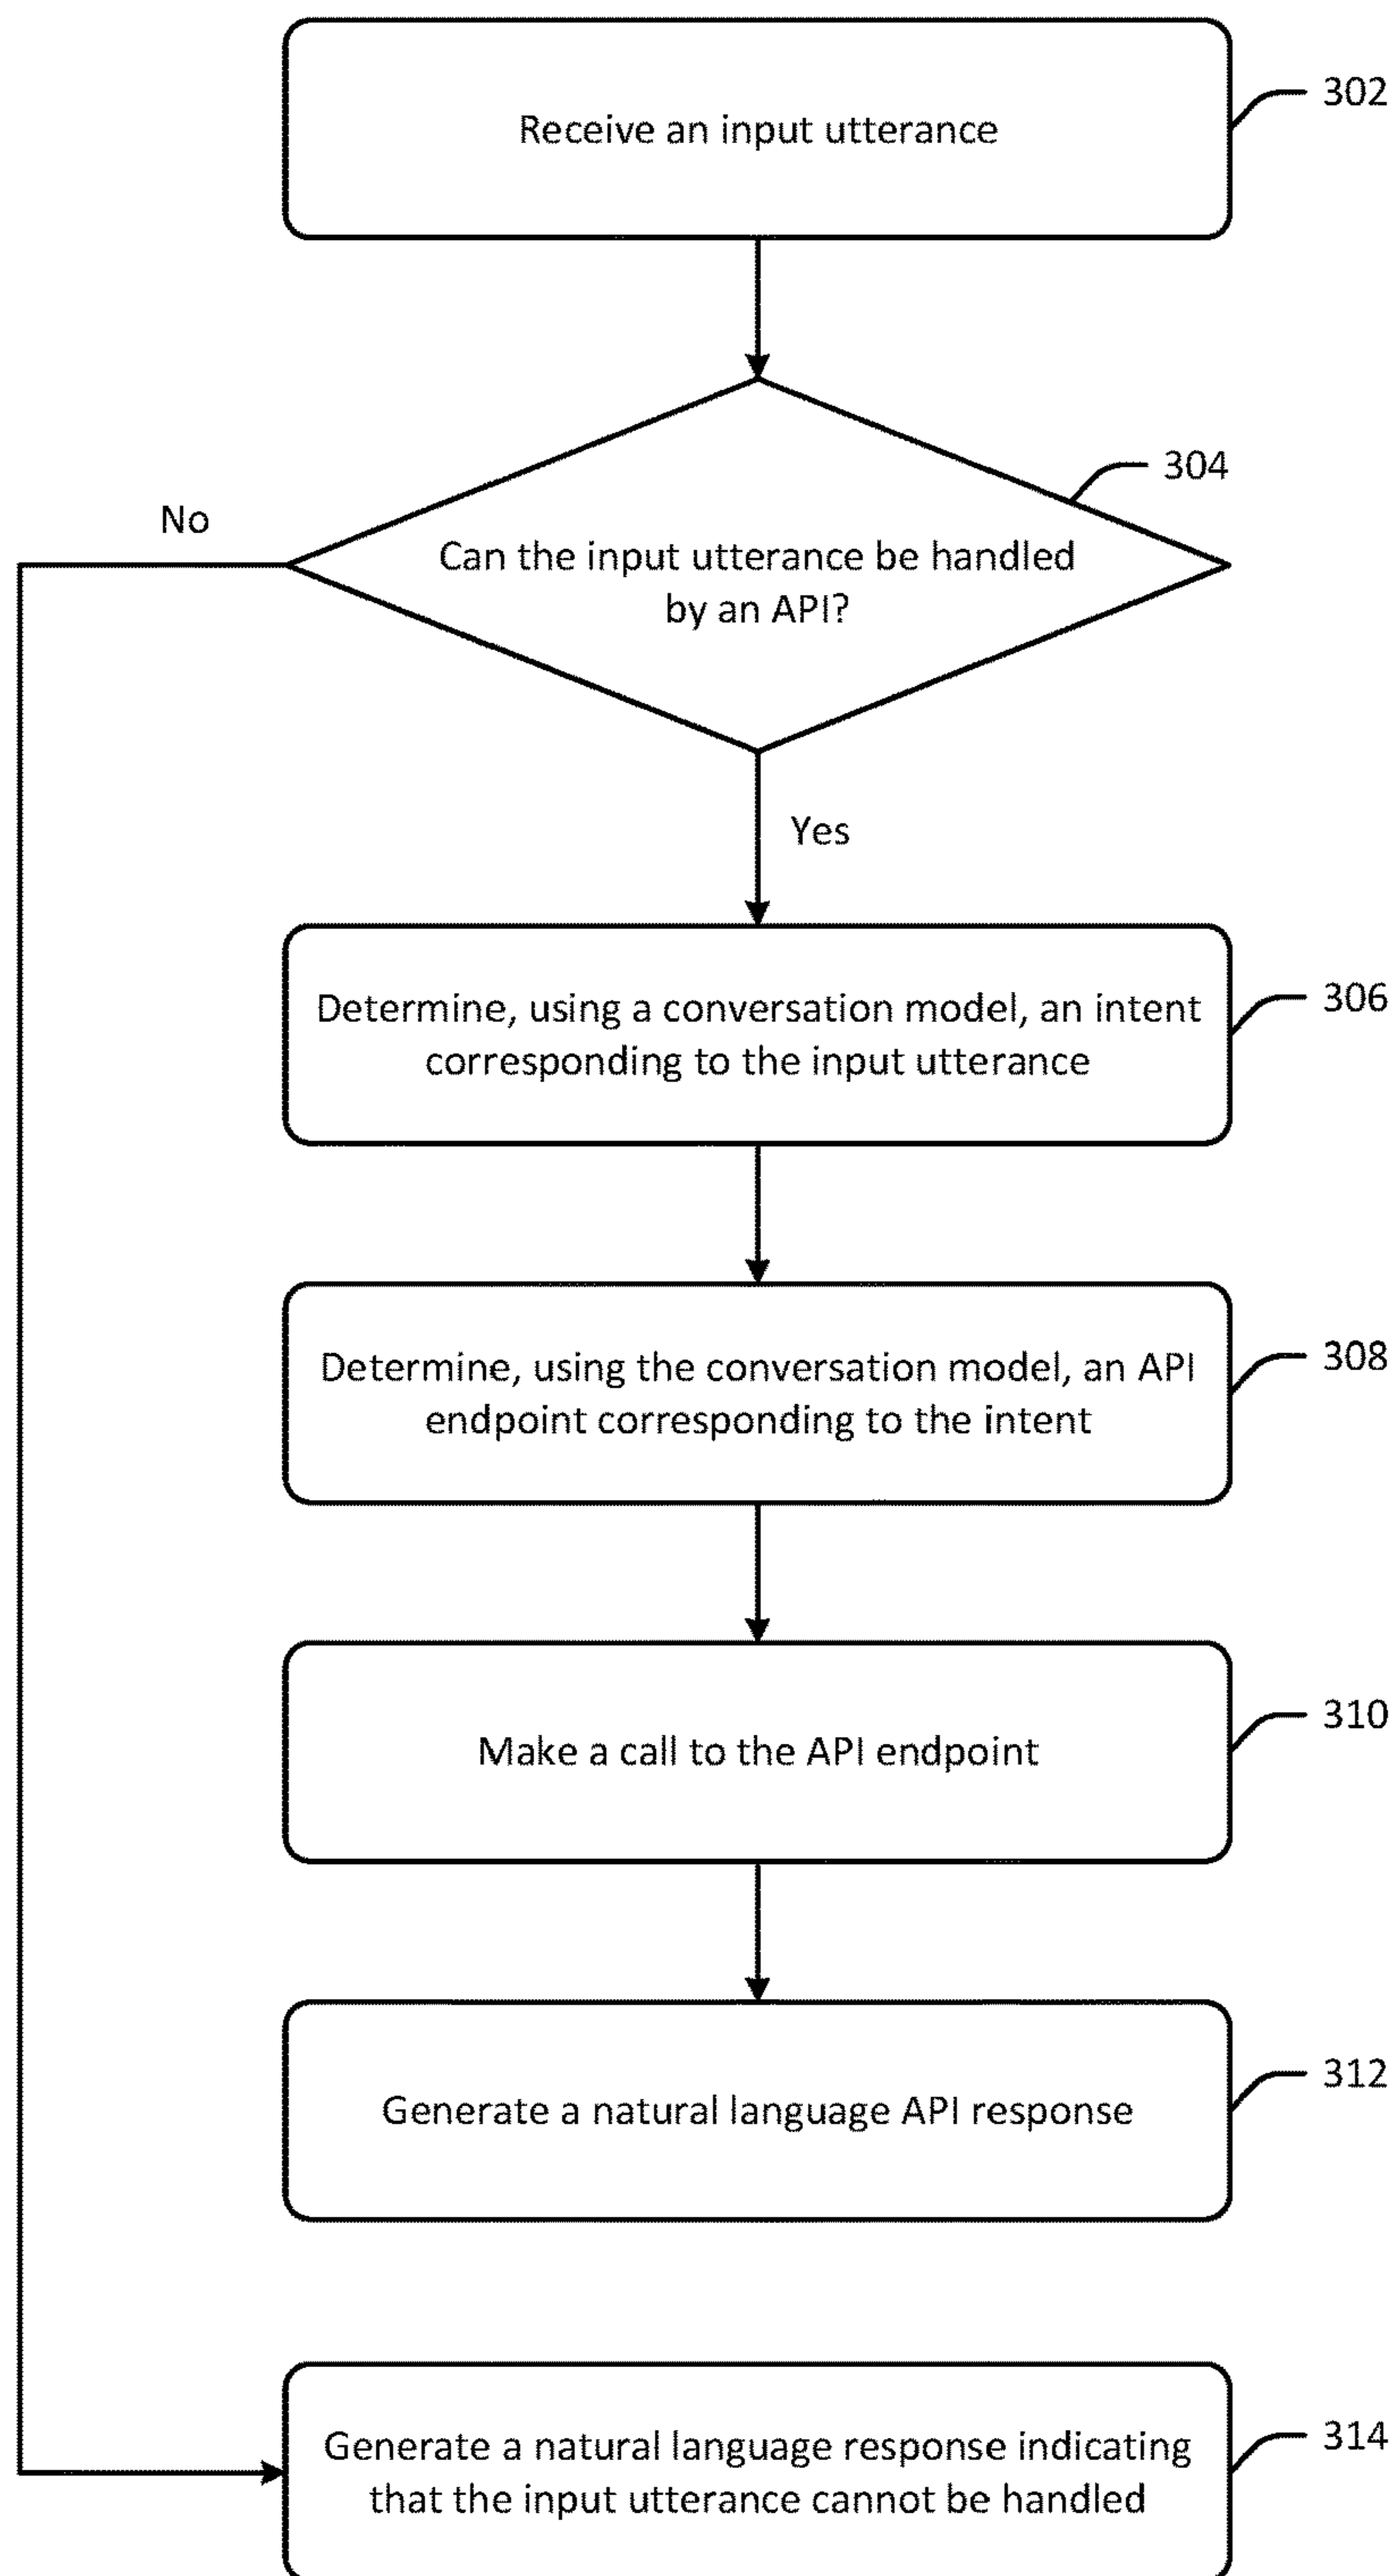 Receive an input utterance
302
304
No
Can the input utterance be handled
by an API?
Yes
Determine, using a conversation model, an intent
corresponding to the input utterance
306
Determine, using the conversation model, an API
endpoint corresponding to the intent
308
Make a call to the API endpoint
310
Generate a natural language API response
312
Generate a natural language response indicating
that the input utterance cannot be handled
314